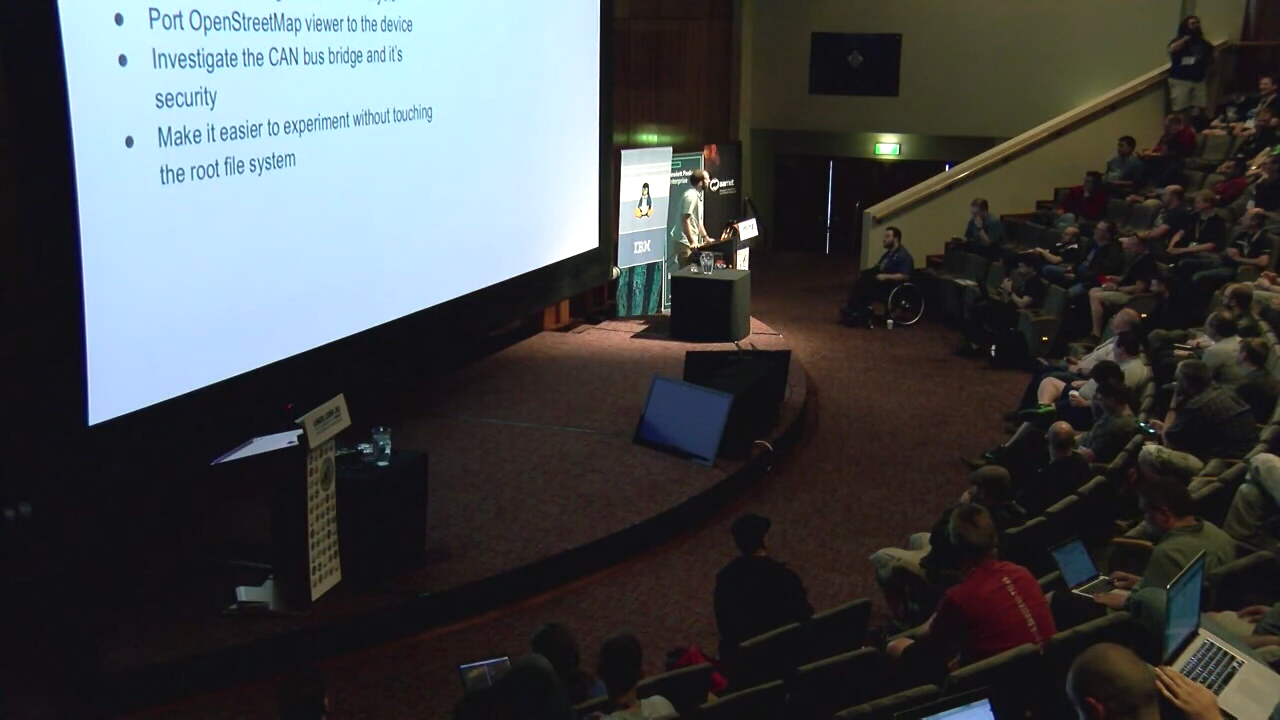 Port OpenStreetMap viewer to the device
Investigate the CAN bus bridge and it's
security
Make it easier to experiment without touching
the root file system
IBM